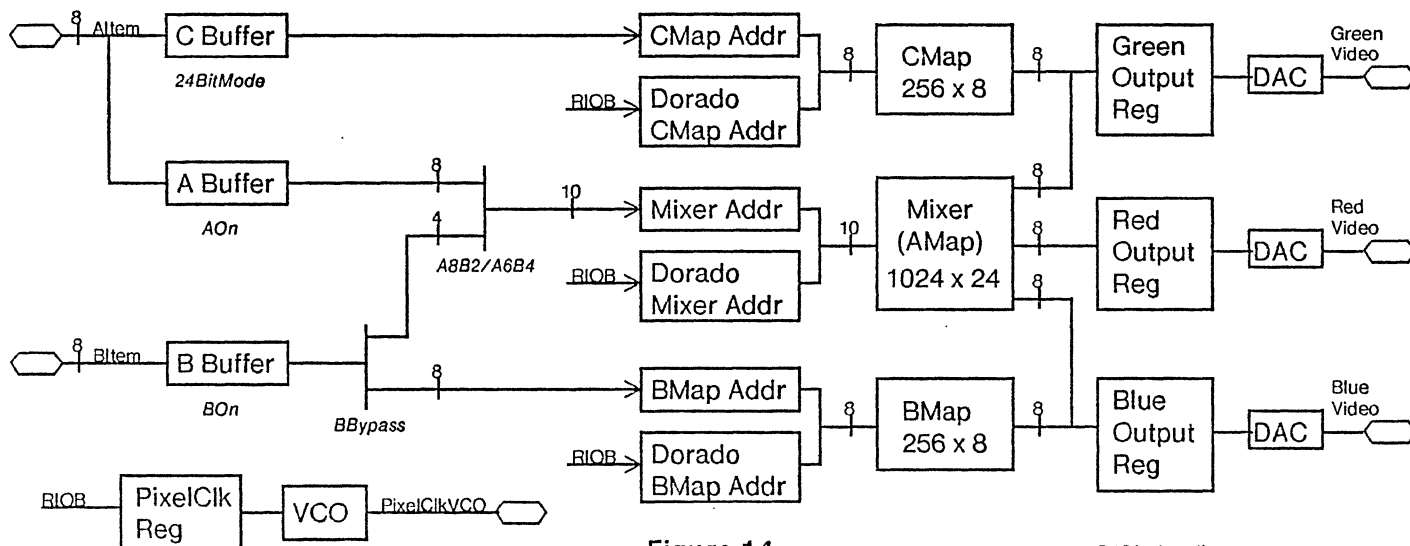 8 AItem
C Buffer
24BitMode
CMap Addr
RIOB
Dorado
CMap Addr
8
CMap
256 x 8
8
Green
Output
Reg
DAC
Green
Video
A Buffer
AOn
8
4
A8B2/A6B4
10
Mixer Addr
RIOB
Dorado
Mixer Addr
10
Mixer
(AMap)
1024 x 24
8
8
8
Red
Output
Reg
DAC
Red
Video
8 BItem
B Buffer
BOn
BBypass
8
BMap Addr
RIOB
Dorado
BMap Addr
8
BMap
256 x 8
8
Blue
Output
Reg
DAC
Blue
Video
RIOB
PixelClk
Reg
VCO
PixelClkVCO
Figure 14